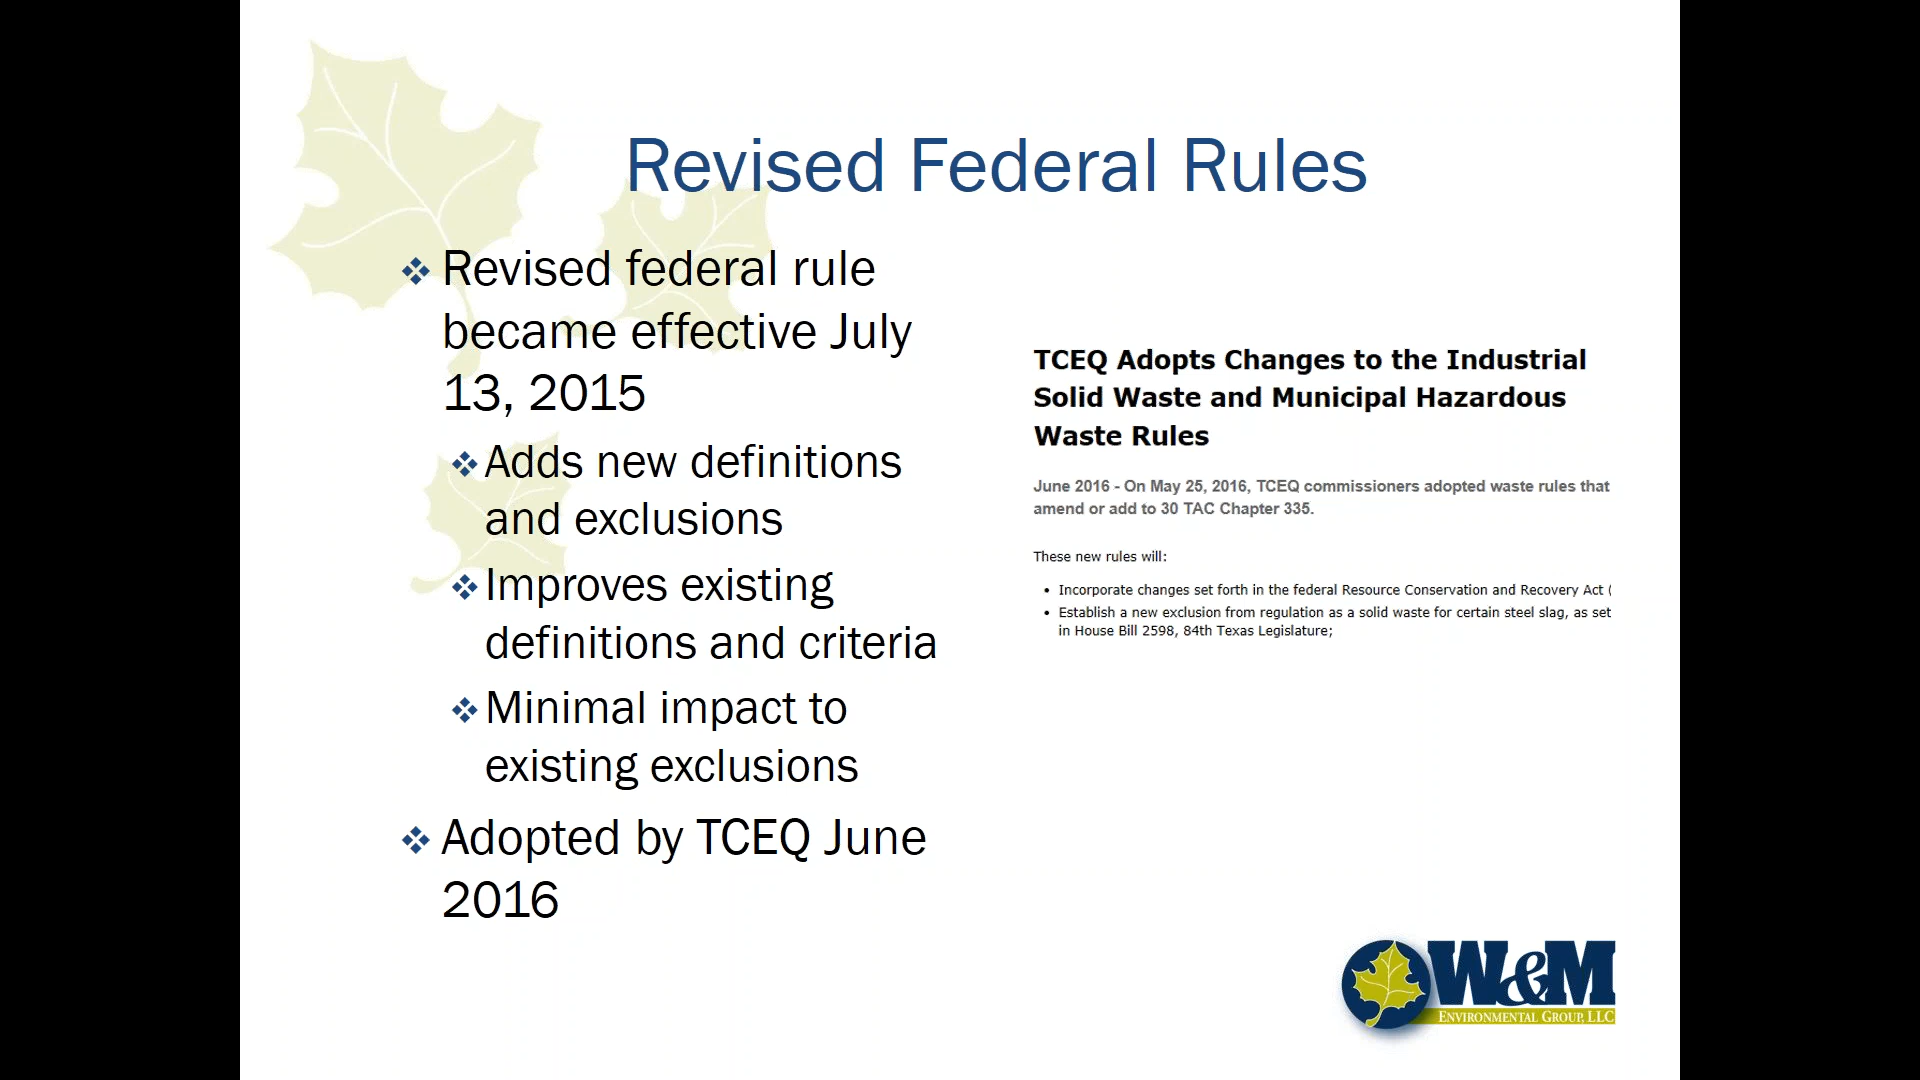 Revised Federal Rules
Revised federal rule
became effective July
13, 2015
Adds new definitions
and exclusions
Improves existing
definitions and criteria
Minimal impact to
existing exclusions
Adopted by TCEQ June
2016
TCEQ Adopts Changes to the Industrial
Solid Waste and Municipal Hazardous
Waste Rules
June 2016 - On May 25, 2016, TCEQ commissioners adopted waste rules that
amend or add to 30 TAC Chapter 335.
These new rules will:
• Incorporate changes set forth in the federal Resource Conservation and Recovery Act (
• Establish a new exclusion from regulation as a solid waste for certain steel slag, as set
in House Bill 2598, 84th Texas Legislature;
W&M
ENVIRONMENTAL GROUP, LLC